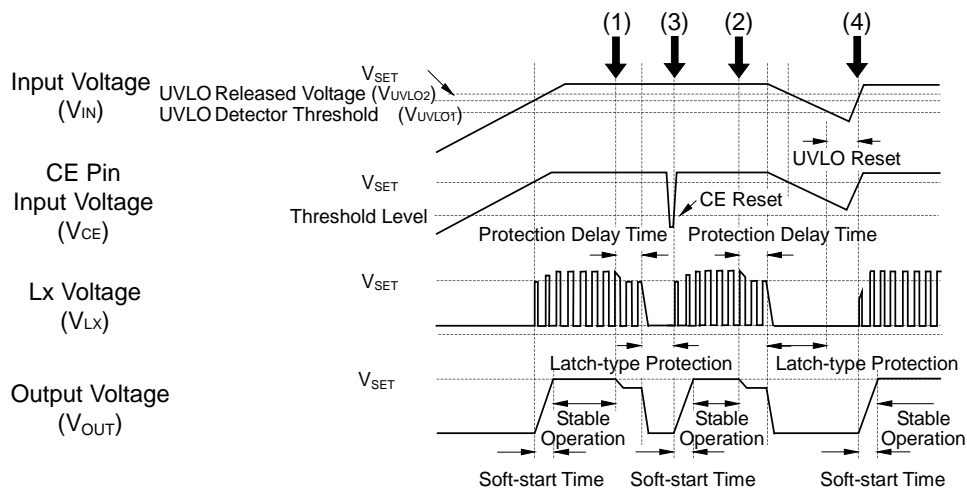 (1) (3) (2) (4)
Input Voltage
(VIN)
VSET
UVLO Released Voltage (VUVLO2)
UVLO Detector Threshold (VUVLO1)
UVLO Reset
CE Pin
Input Voltage
(VCE)
VSET
Threshold Level
CE Reset
Protection Delay Time Protection Delay Time
Lx Voltage
(VLX)
VSET
Latch-type Protection Latch-type Protection
Output Voltage
(VOUT)
VSET
Stable Stable Stable
Operation Operation Operation
Soft-start Time Soft-start Time Soft-start Time